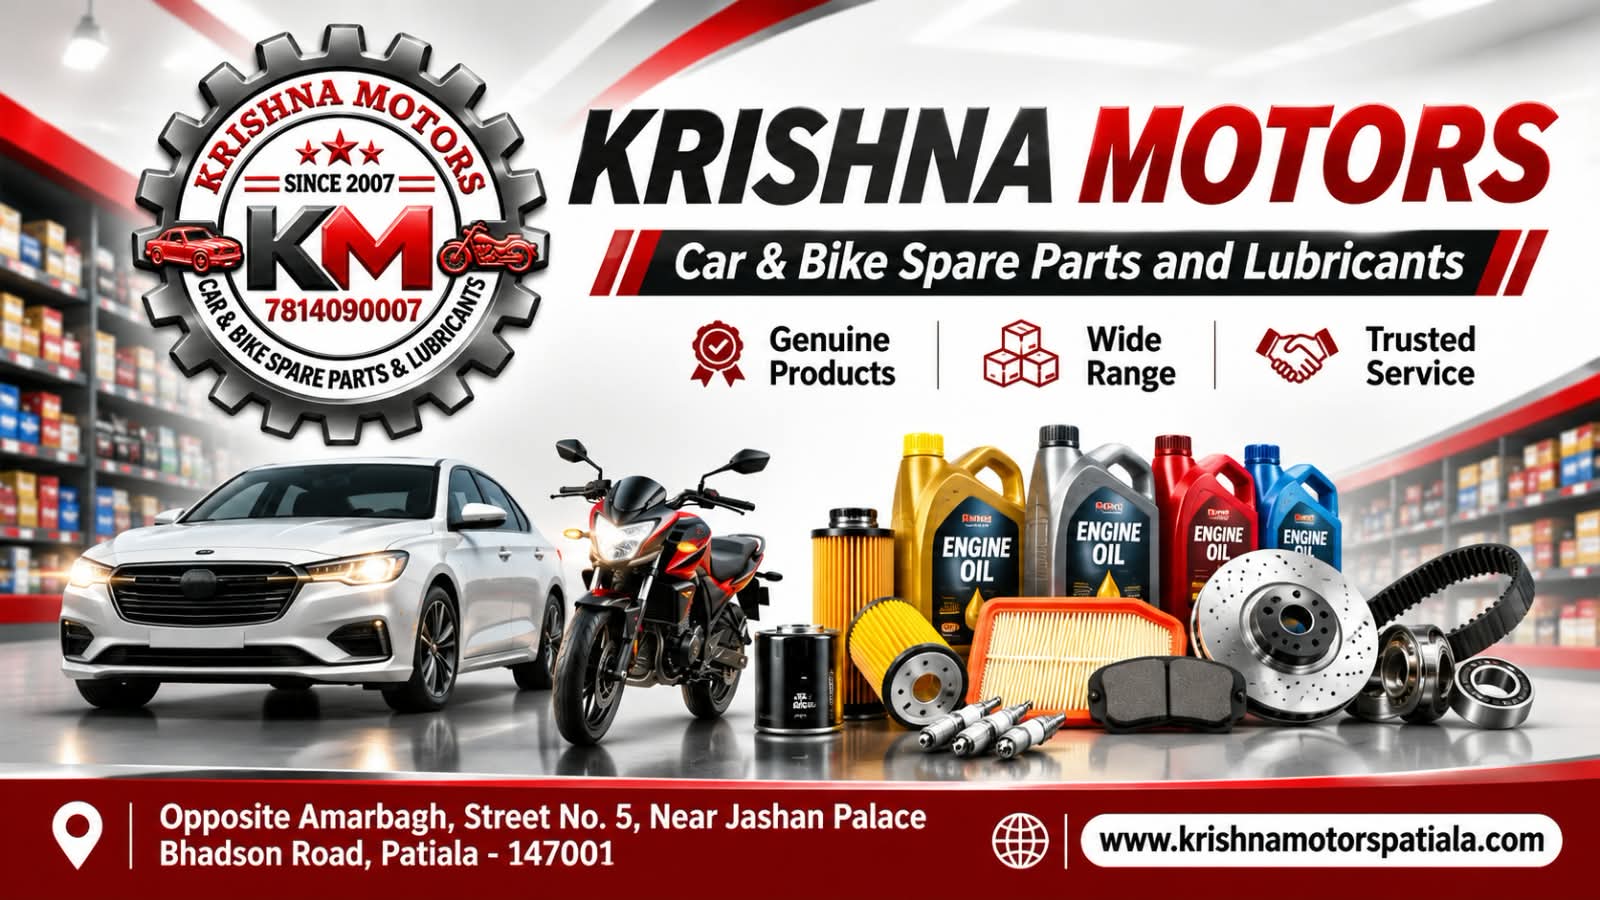 KRISHNA MOTORS
SINCE 2007
KM
7814090007
CAR & BIKE SPARE PARTS & LUBRICANTS
KRISHNA MOTORS
Car & Bike Spare Parts and Lubricants
Genuine
Products
Wide
Range
Trusted
Service
ENGINE
OIL
ENGINE
OIL
ENGINE
OIL
ENGINE
OIL
Opposite Amarbagh, Street No. 5, Near Jashan Palace
Bhadson Road, Patiala - 147001
www.krishnamotorspatiala.com